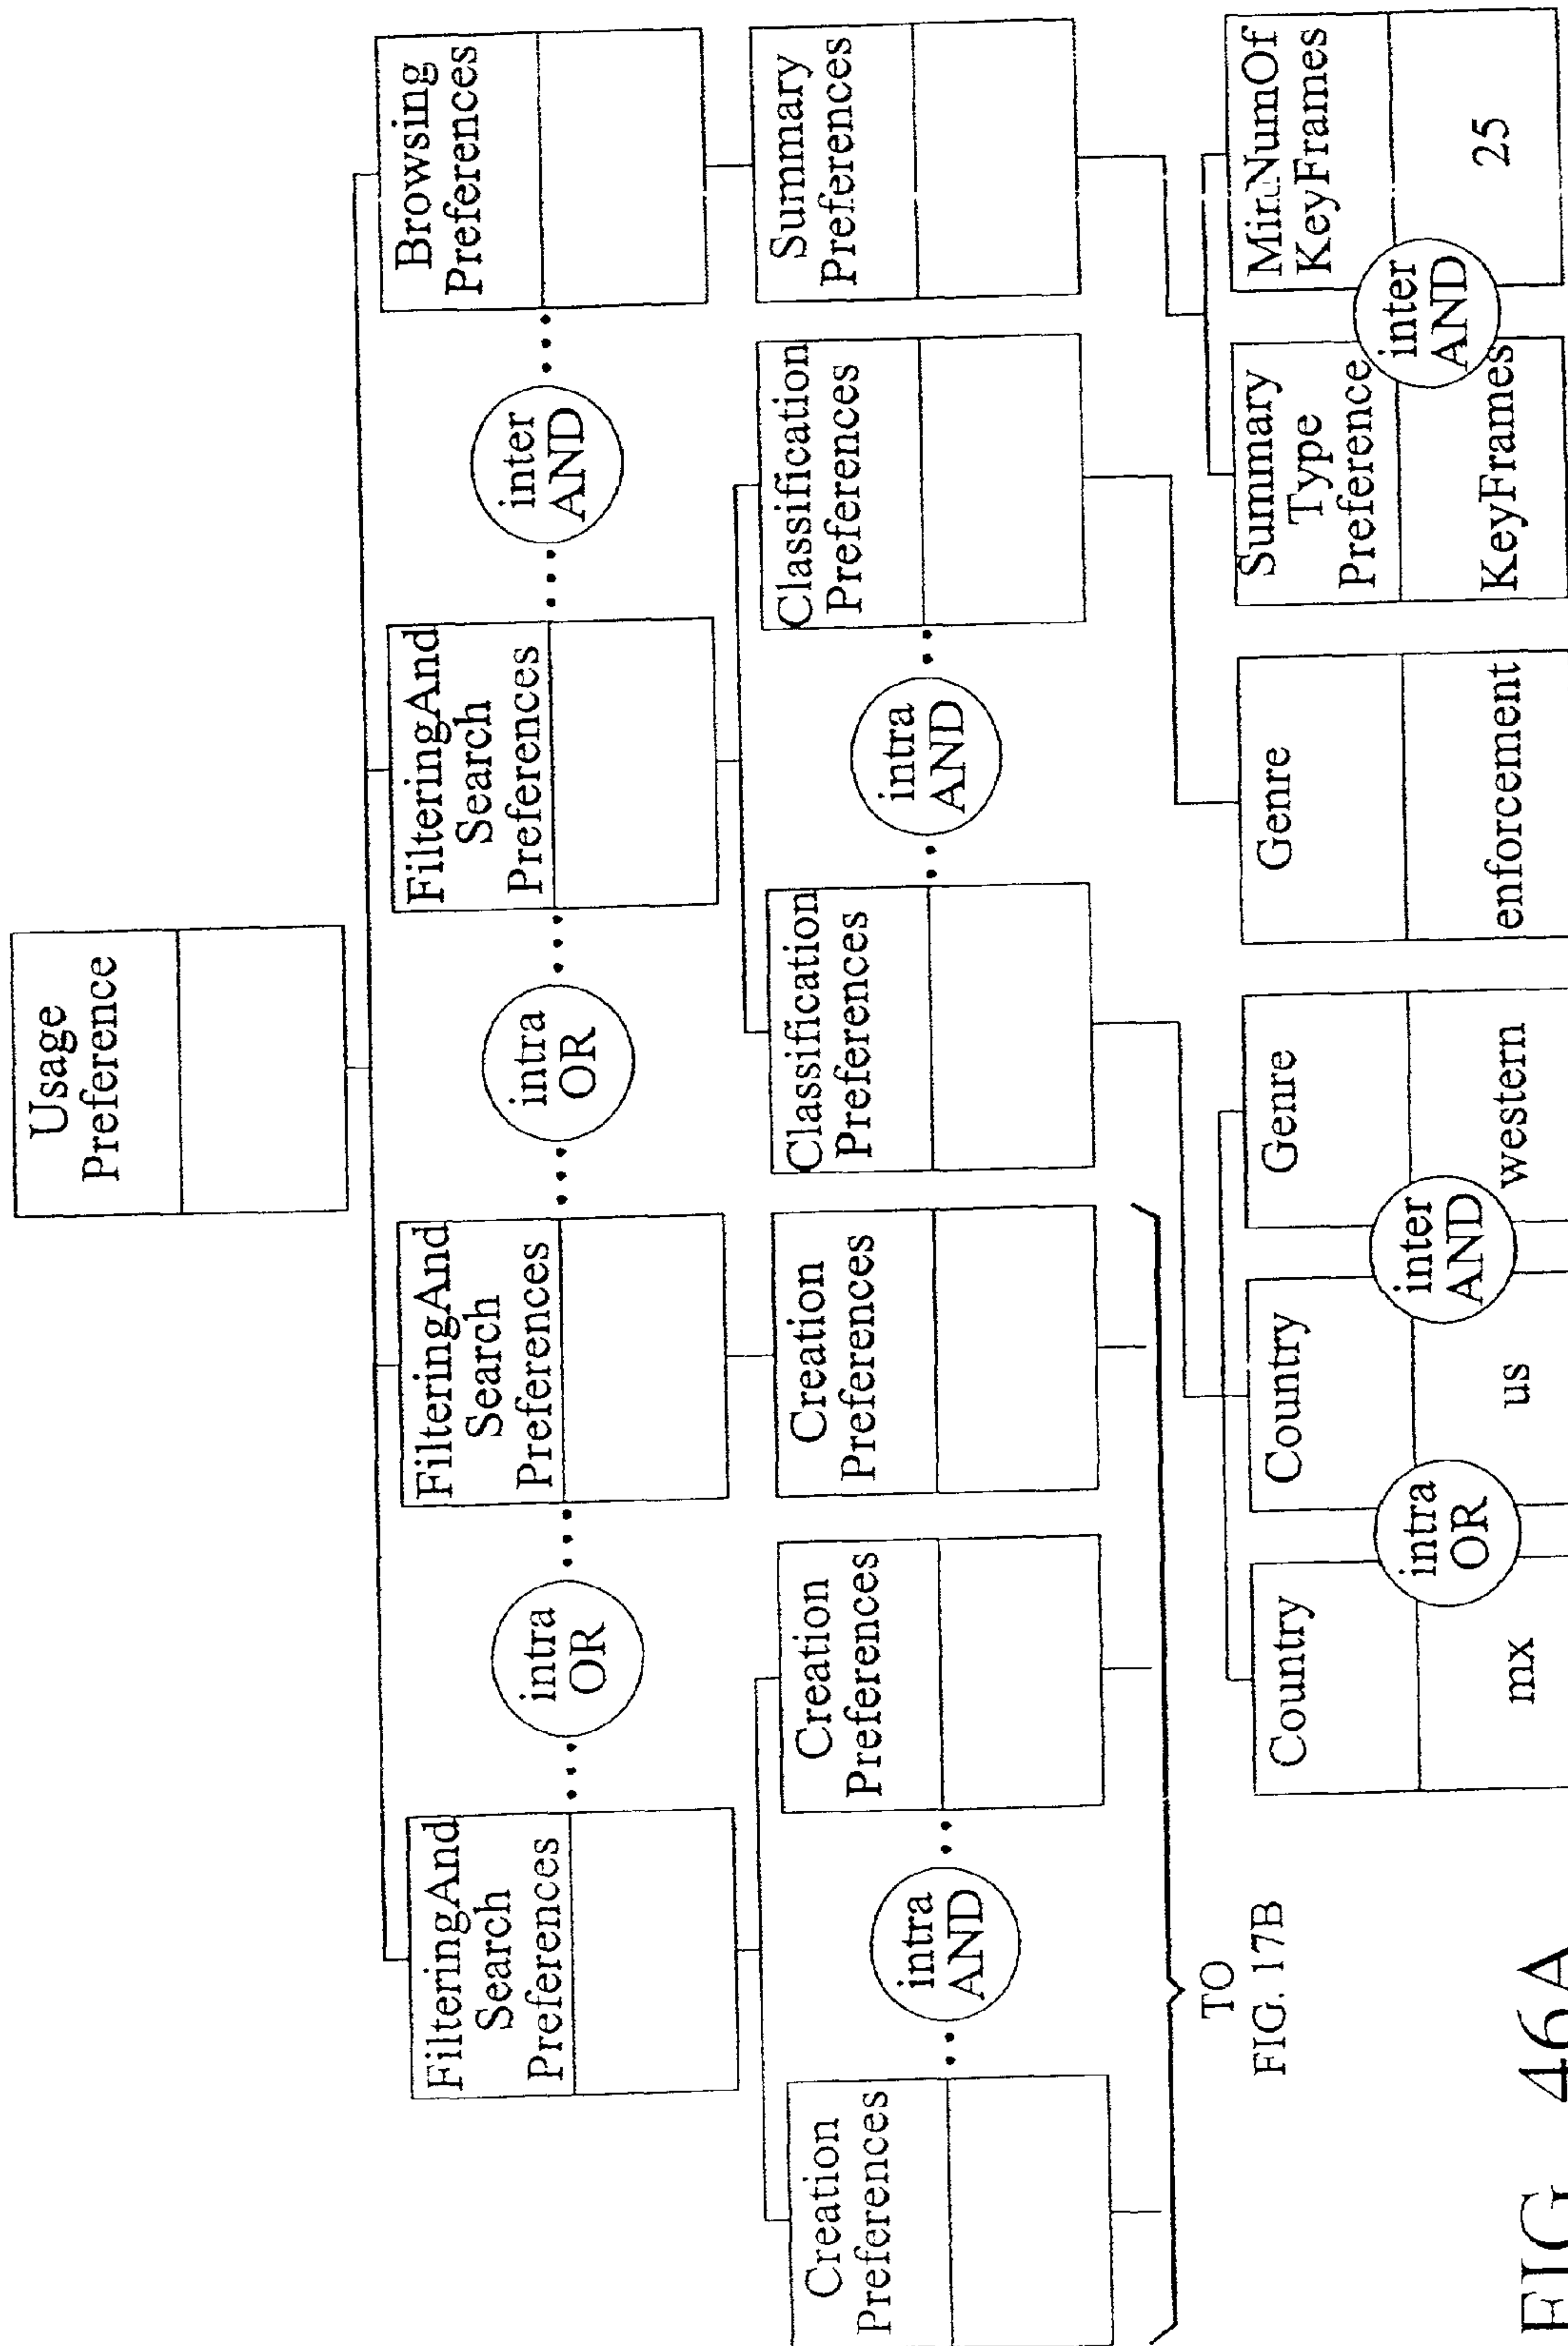 Usage
Preference
FilteringAnd
Search
Preferences
intra
OR
FilteringAnd
Search
Preferences
intra
OR
FilteringAnd
Search
Preferences
inter
AND
Browsing
Preferences
Creation
Preferences
intra
AND
Creation
Preferences
Creation
Preferences
Classification
Preferences
intra
AND
Classification
Preferences
Summary
Preferences
TO
FIG. 17B
Country
mx
intra
OR
Country
us
inter
AND
Genre
western
Genre
enforcement
Summary
Type
Preference
KeyFrames
inter
AND
MinNumOf
KeyFrames
25
FIG. 46A